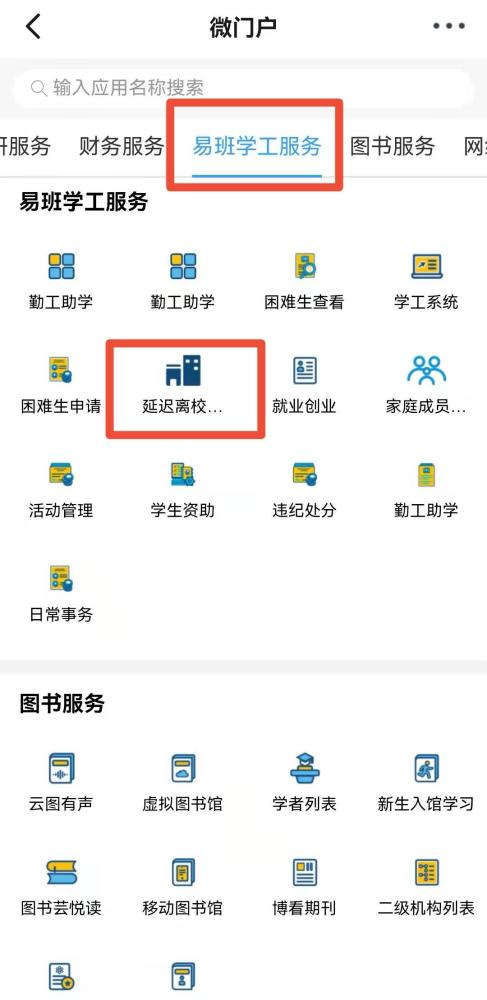 微门户
输入应用名称搜索
研服务 财务服务 易班学工服务 图书服务 网
易班学工服务
勤工助学 勤工助学 困难生查看 学工系统
困难生申请 延迟离校... 就业创业 家庭成员...
活动管理 学生资助 违纪处分 勤工助学
日常事务
图书服务
云图有声 虚拟图书馆 学者列表 新生入馆学习
图书芸悦读 移动图书馆 博看期刊 二级机构列表